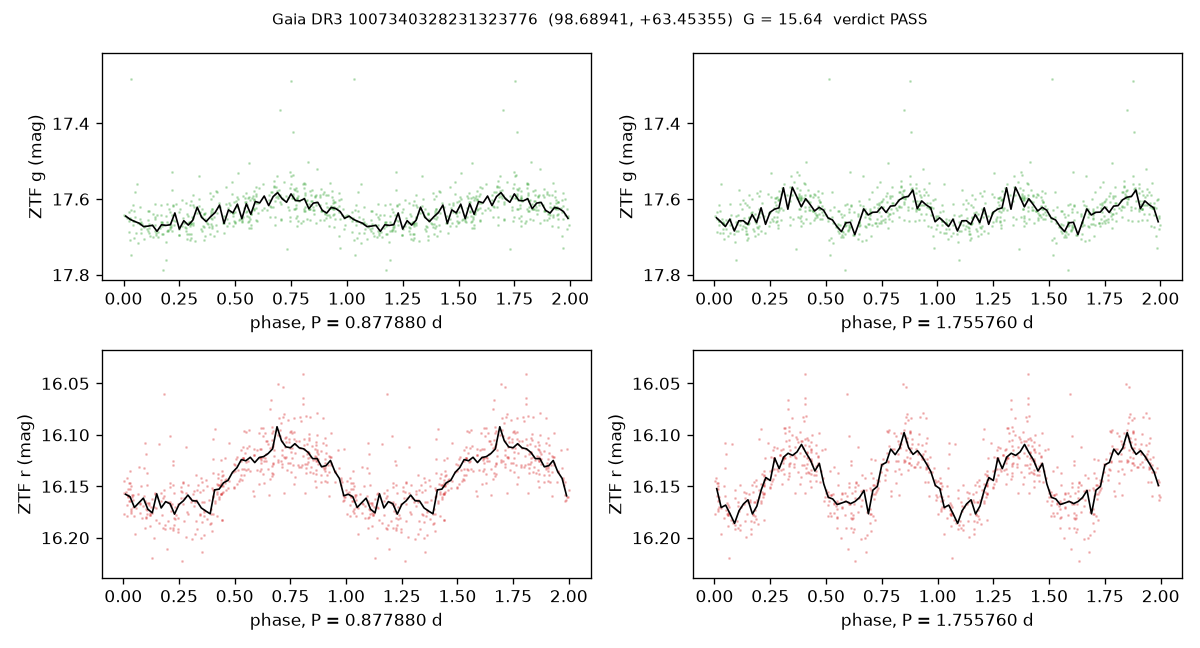 Gaia DR3 1007340328231323776 (98.68941, +63.45355) G = 15.64 verdict PASS
ZTF g (mag)
17.4
17.6
17.8
0.00 0.25 0.50 0.75 1.00 1.25 1.50 1.75 2.00
phase, P = 0.877880 d
ZTF g (mag)
17.4
17.6
17.8
0.00 0.25 0.50 0.75 1.00 1.25 1.50 1.75 2.00
phase, P = 1.755760 d
ZTF r (mag)
16.05
16.10
16.15
16.20
0.00 0.25 0.50 0.75 1.00 1.25 1.50 1.75 2.00
phase, P = 0.877880 d
ZTF r (mag)
16.05
16.10
16.15
16.20
0.00 0.25 0.50 0.75 1.00 1.25 1.50 1.75 2.00
phase, P = 1.755760 d